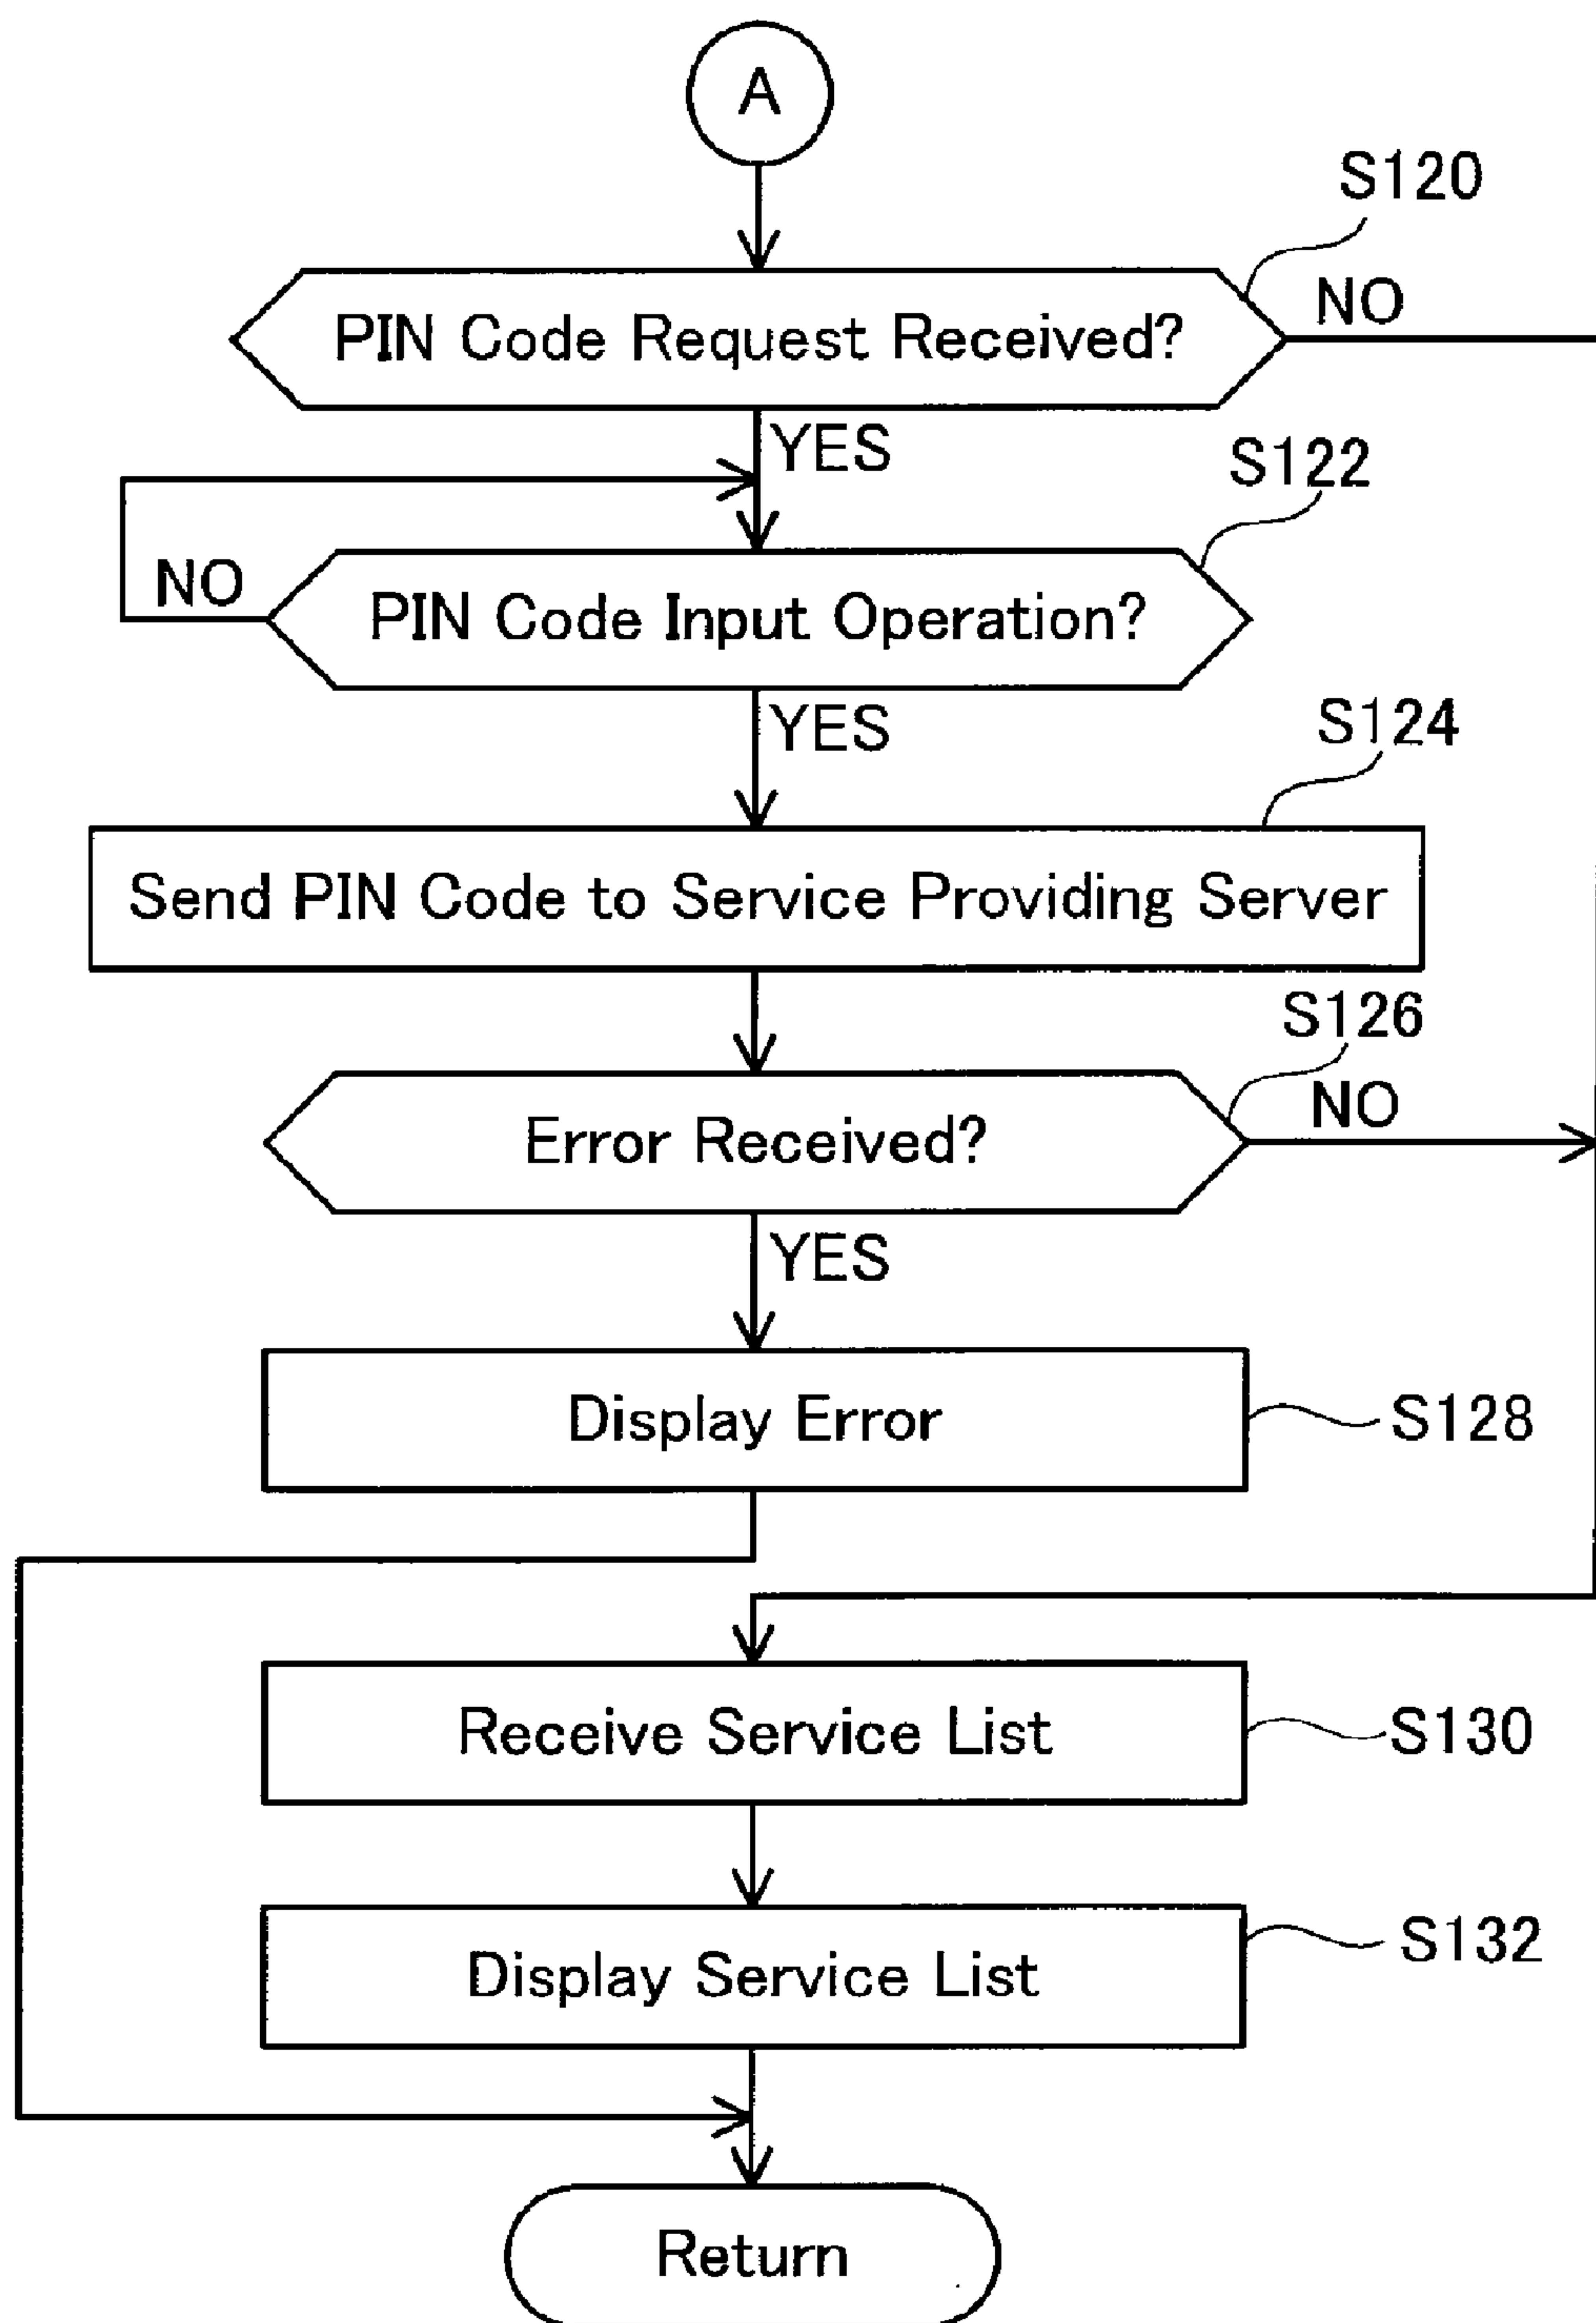 A
S120
PIN Code Request Received?
NO
YES
S122
NO
PIN Code Input Operation?
YES
S124
Send PIN Code to Service Providing Server
S126
Error Received?
NO
YES
Display Error
S128
Receive Service List
S130
Display Service List
S132
Return